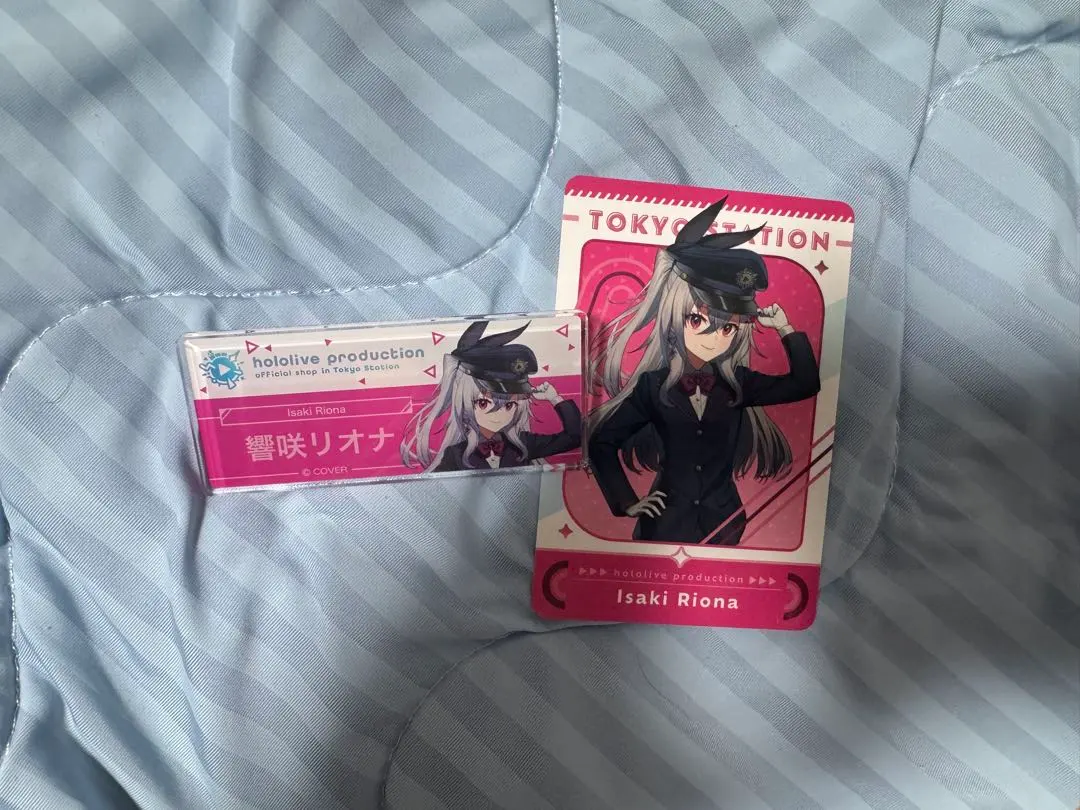 hololive production
official shop in Tokyo Station
Isaki Riona
響咲リオナ
© COVER
TOKYO STATION
hololive production
Isaki Riona